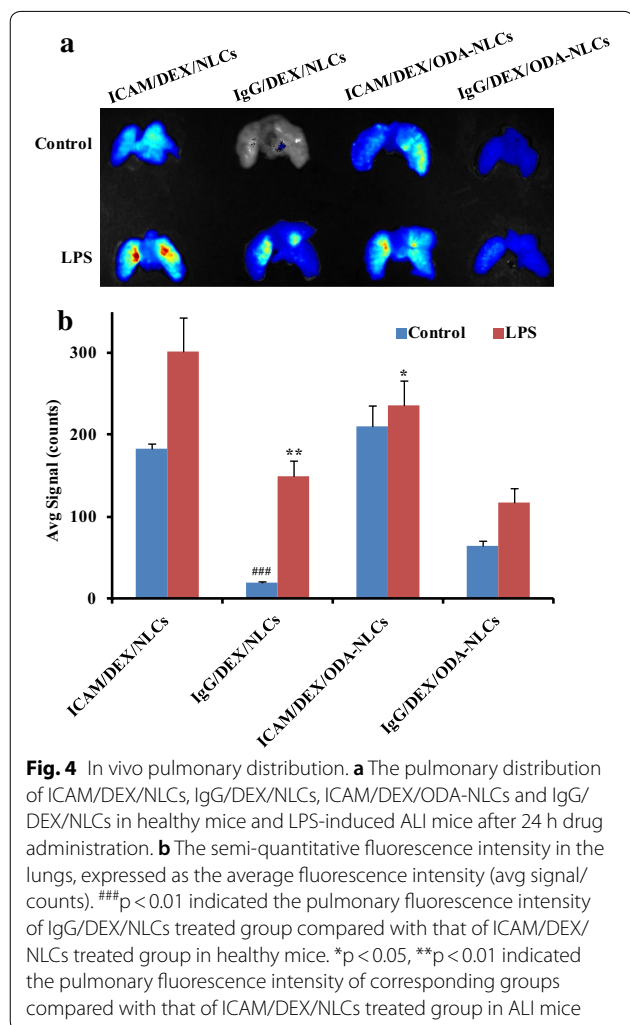 a
ICAM/DEX/NLCs
IgG/DEX/NLCs
ICAM/DEX/ODA-NLCs
IgG/DEX/ODA-NLCs
Control
LPS
b
Control
LPS
Avg Signal (counts)
300
200
100
0
###
**
*
ICAM/DEX/NLCs
IgG/DEX/NLCs
ICAM/DEX/ODA-NLCs
IgG/DEX/ODA-NLCs
Fig. 4 In vivo pulmonary distribution. a The pulmonary distribution
of ICAM/DEX/NLCs, IgG/DEX/NLCs, ICAM/DEX/ODA-NLCs and IgG/
DEX/NLCs in healthy mice and LPS-induced ALI mice after 24 h drug
administration. b The semi-quantitative fluorescence intensity in the
lungs, expressed as the average fluorescence intensity (avg signal/
counts). ###p < 0.01 indicated the pulmonary fluorescence intensity
of IgG/DEX/NLCs treated group compared with that of ICAM/DEX/
NLCs treated group in healthy mice. *p < 0.05, **p < 0.01 indicated
the pulmonary fluorescence intensity of corresponding groups
compared with that of ICAM/DEX/NLCs treated group in ALI mice